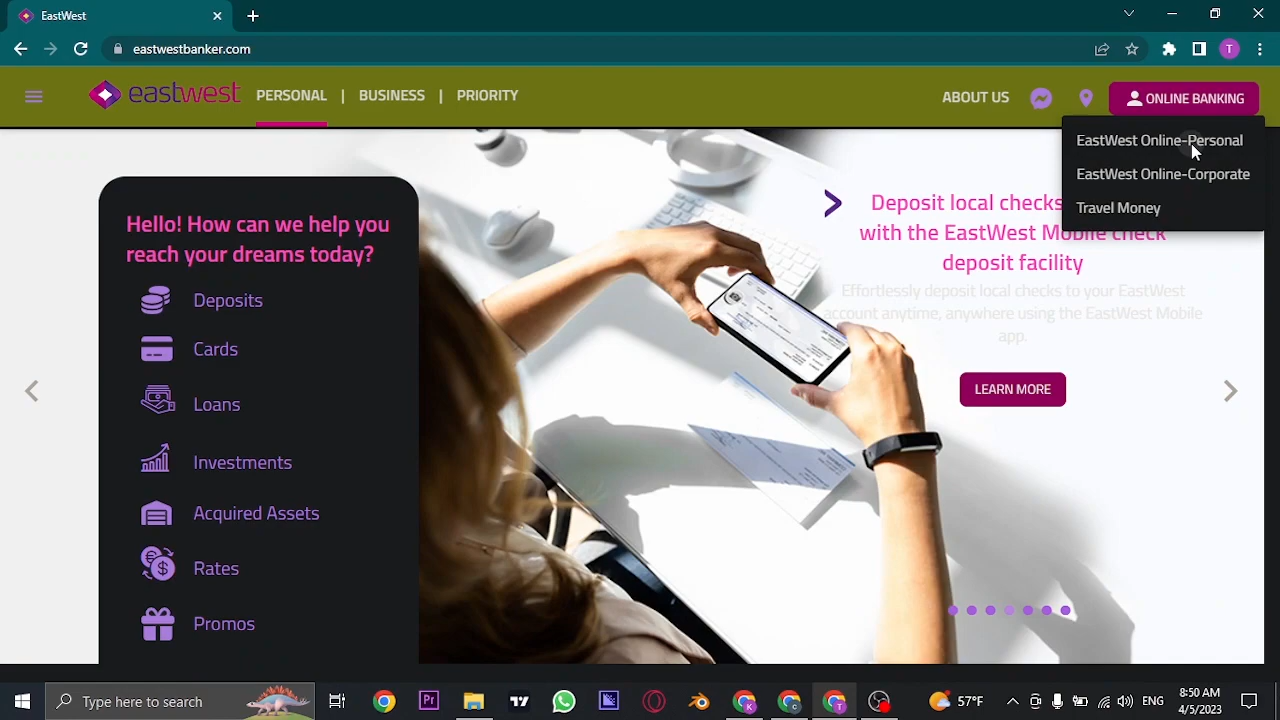 EastWest
eastwestbanker.com
T
eastwest
PERSONAL | BUSINESS | PRIORITY
ABOUT US
ONLINE BANKING
EastWest Online-Personal
EastWest Online-Corporate
Travel Money
Hello! How can we help you
reach your dreams today?
Deposits
Cards
Loans
Investments
Acquired Assets
Rates
Promos
Deposit local checks
with the EastWest Mobile check
deposit facility
Effortlessly deposit local checks to your EastWest
account anytime, anywhere using the EastWest Mobile
app.
LEARN MORE
Type here to search
Pr
K
C
T
57°F
ENG
8:50 AM
4/5/2023